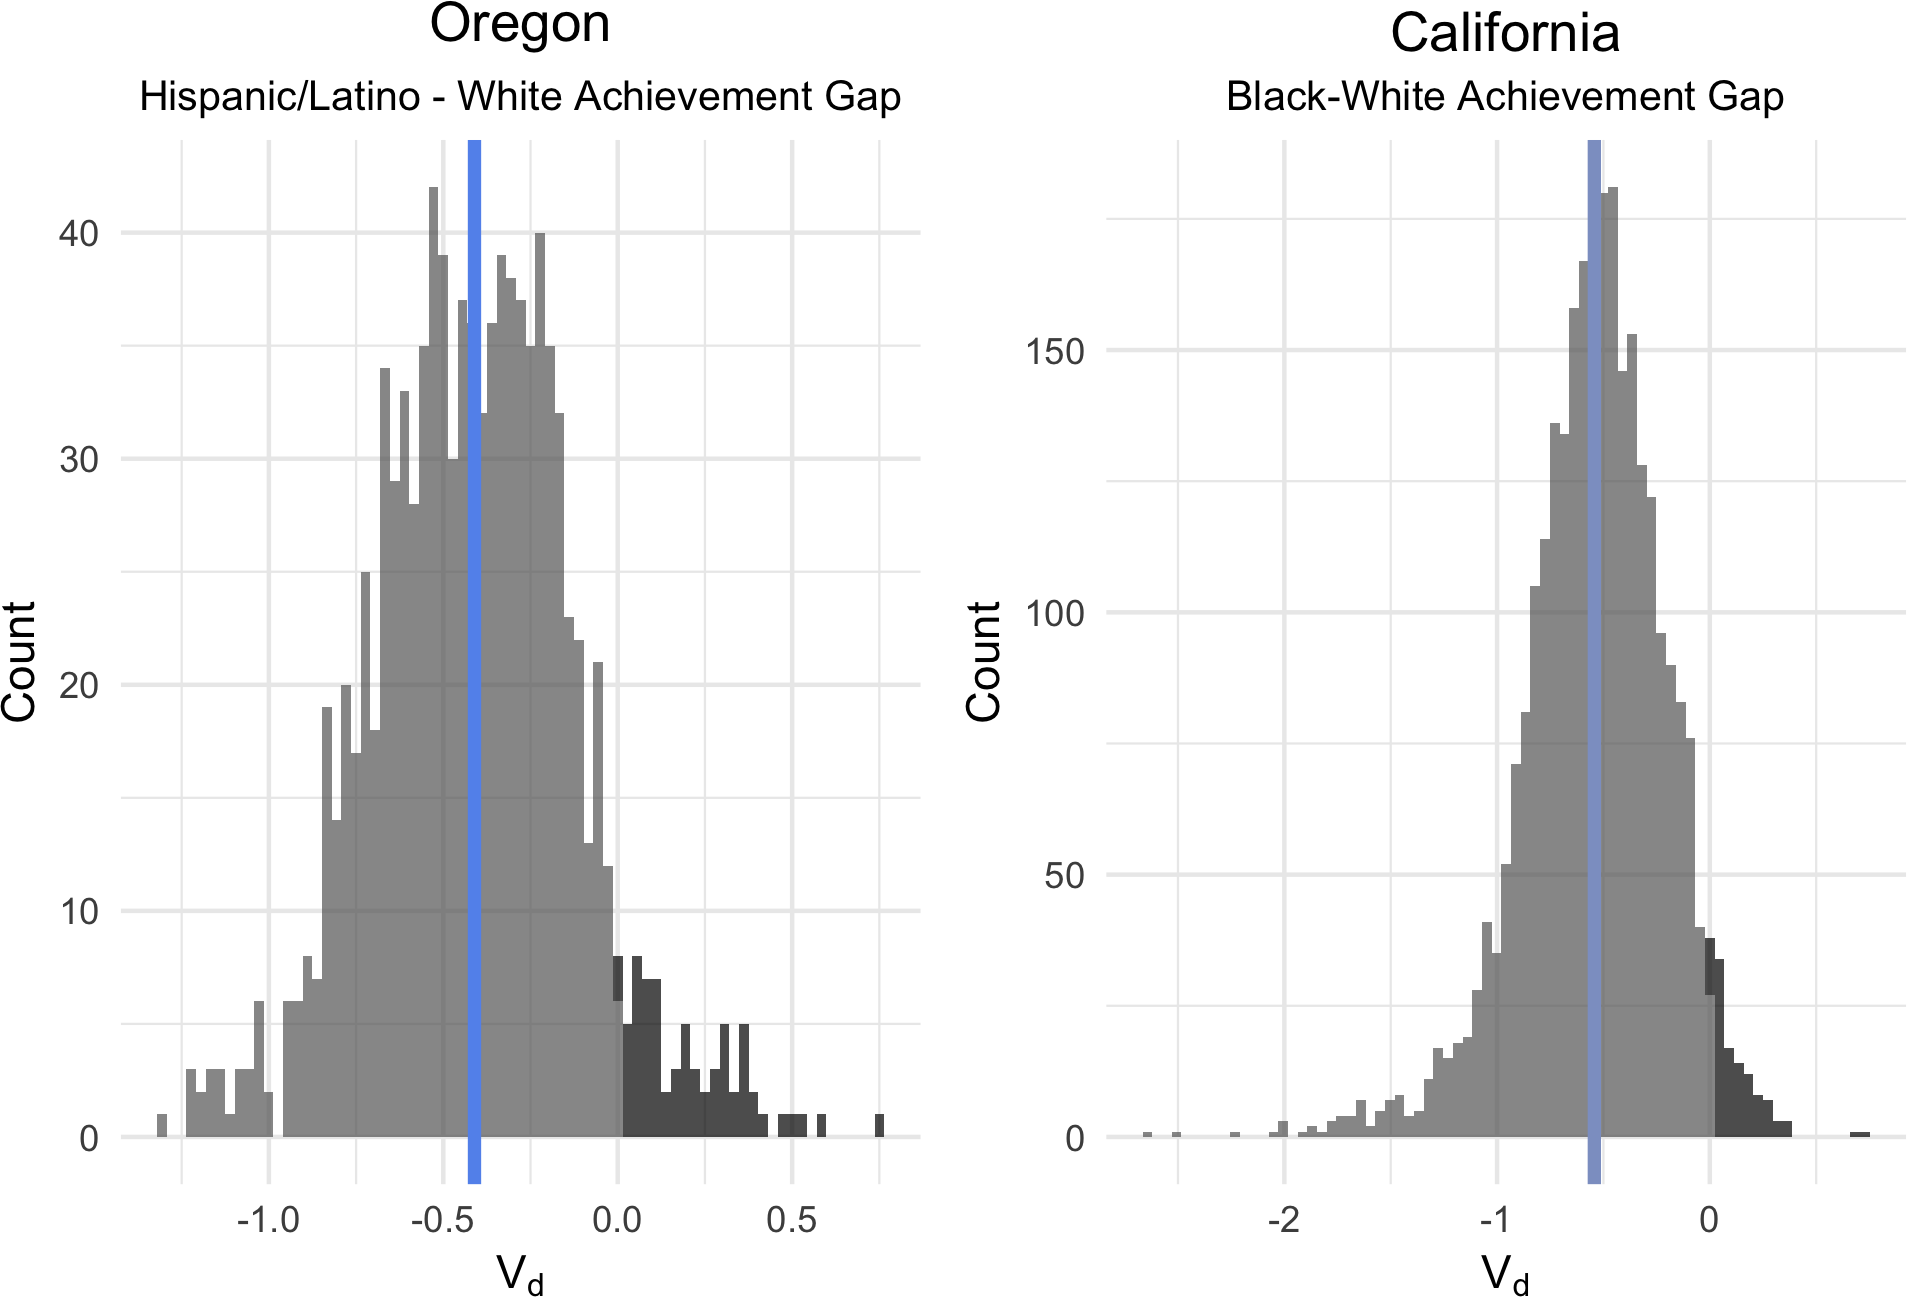 Oregon
Hispanic/Latino - White Achievement Gap
40
30
20
10
0
Count
-1.0 -0.5 0.0 0.5
Vd
California
Black-White Achievement Gap
150
100
50
0
Count
-2 -1 0
Vd